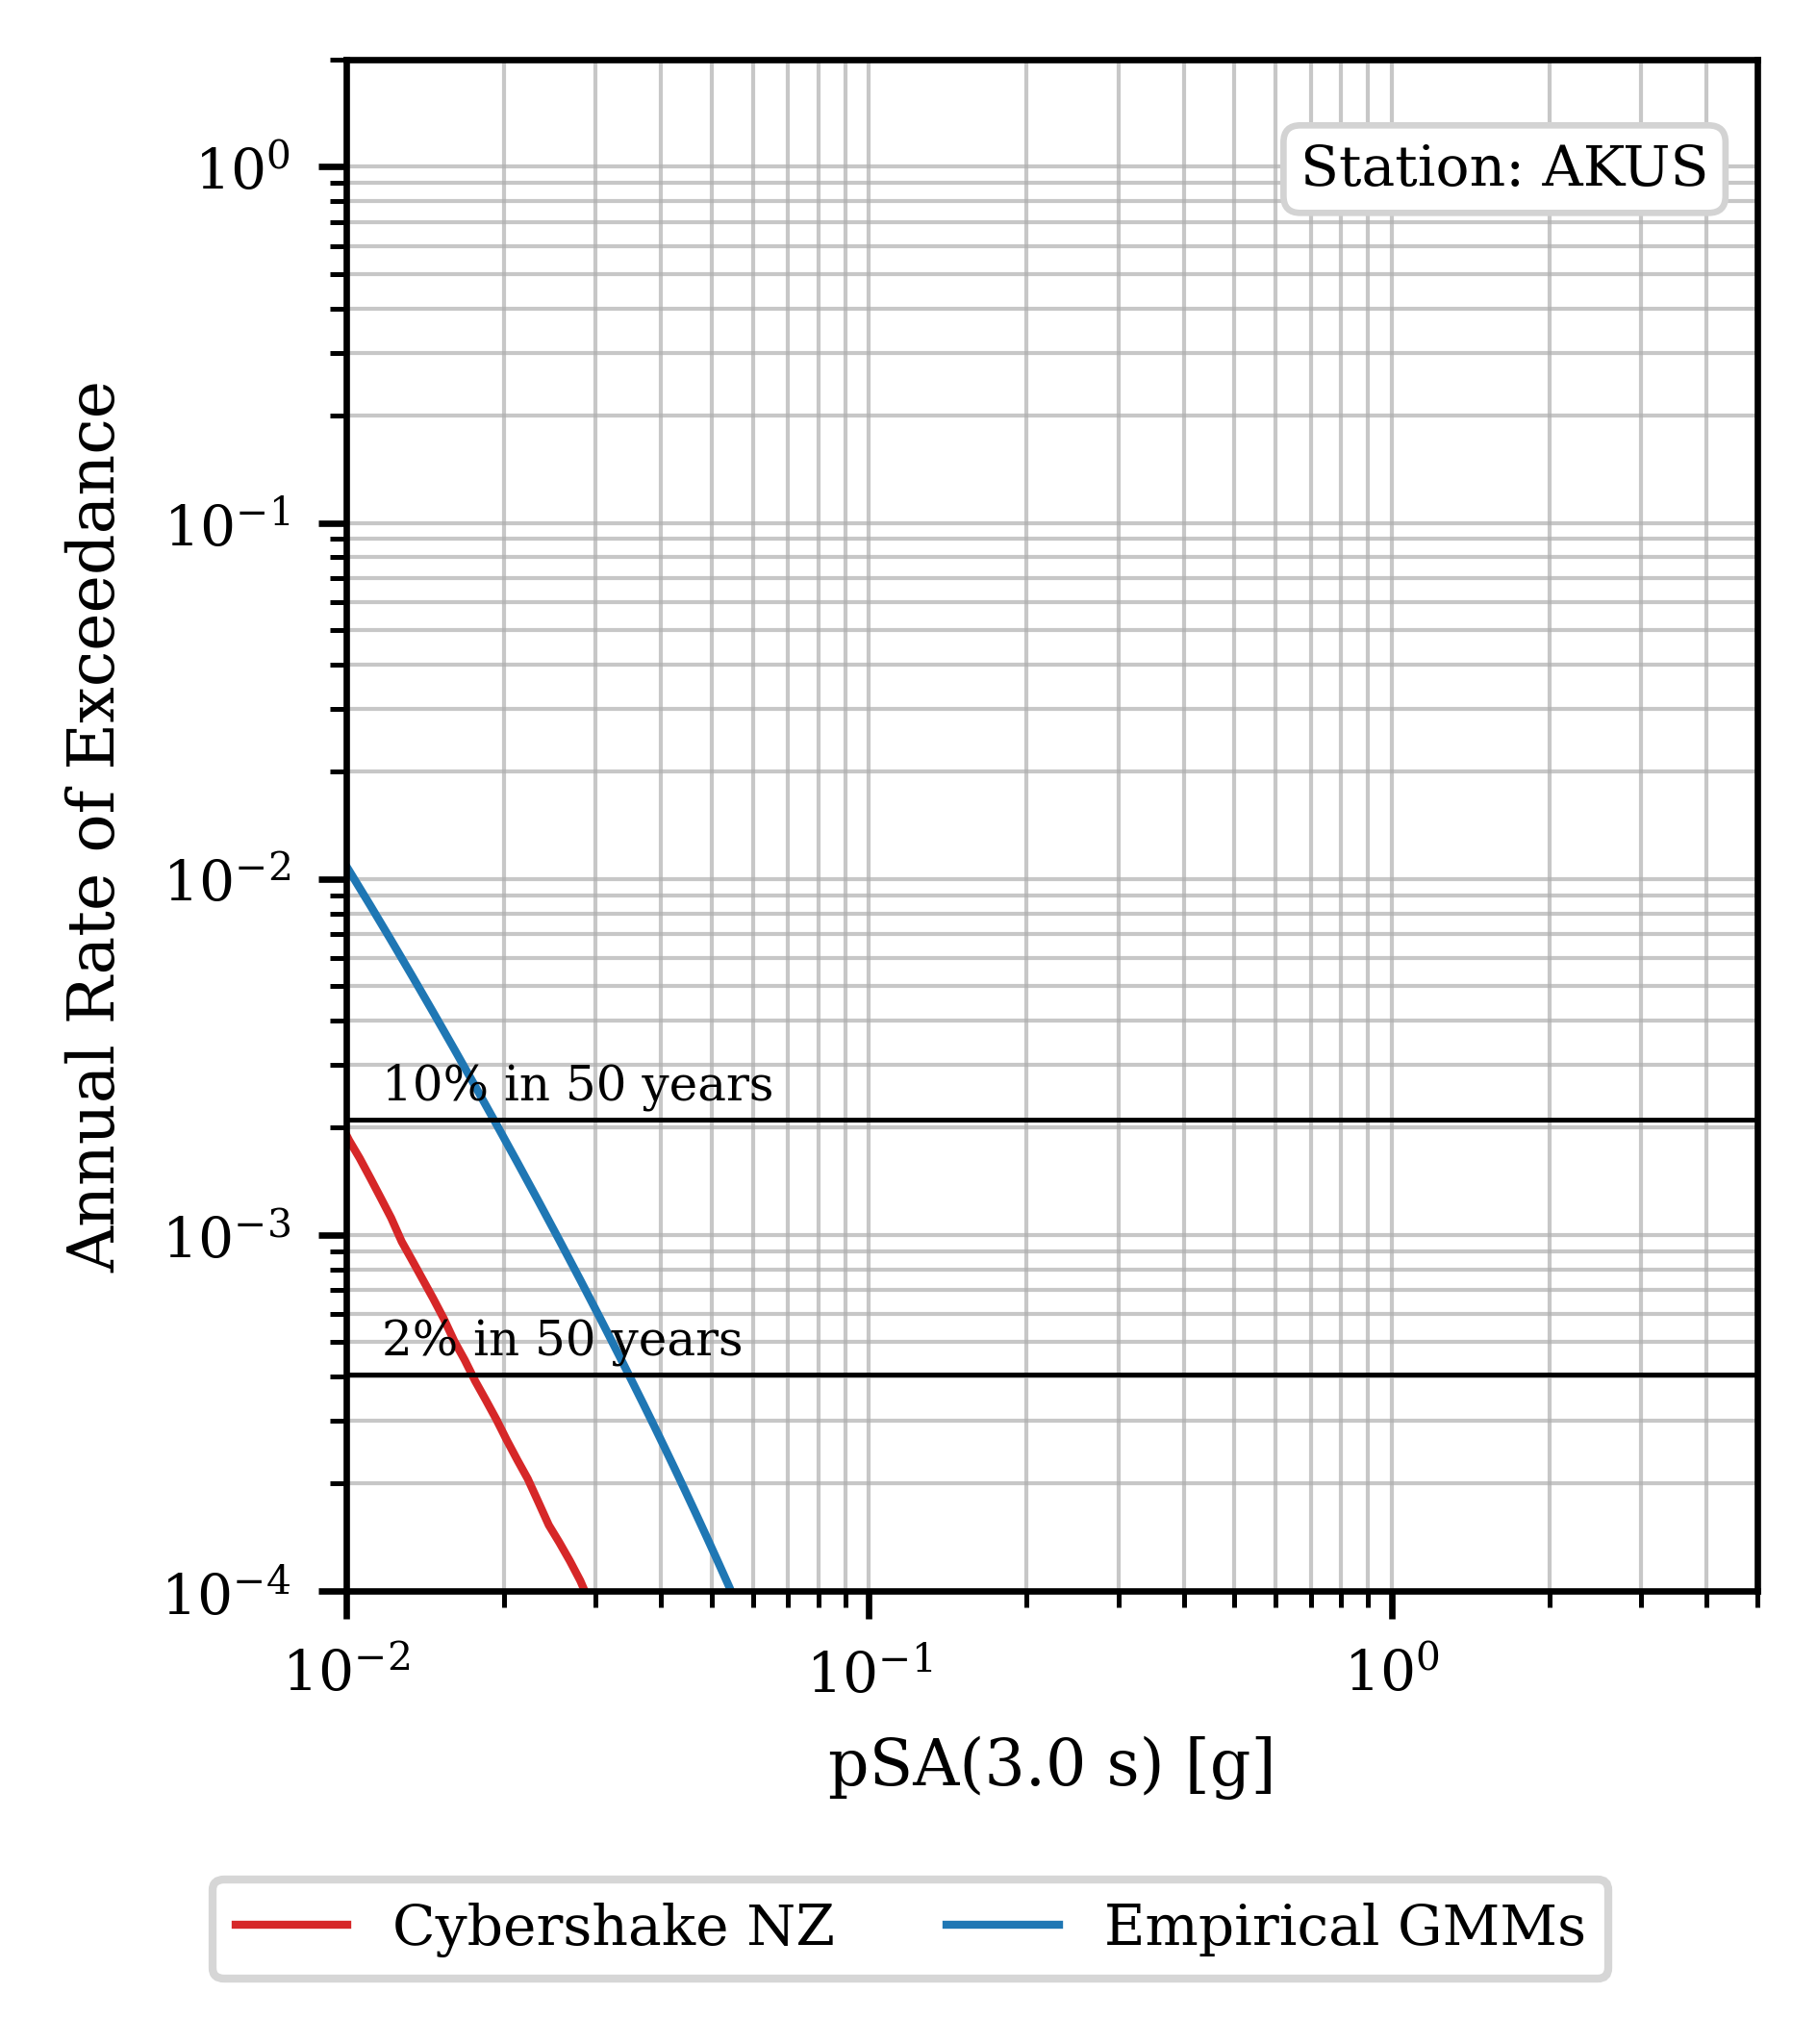 Station: AKUS
10⁰
10⁻¹
10⁻²
10⁻³
10⁻⁴
Annual Rate of Exceedance
10% in 50 years
2% in 50 years
10⁻² 10⁻¹ 10⁰
pSA(3.0 s) [g]
Cybershake NZ Empirical GMMs